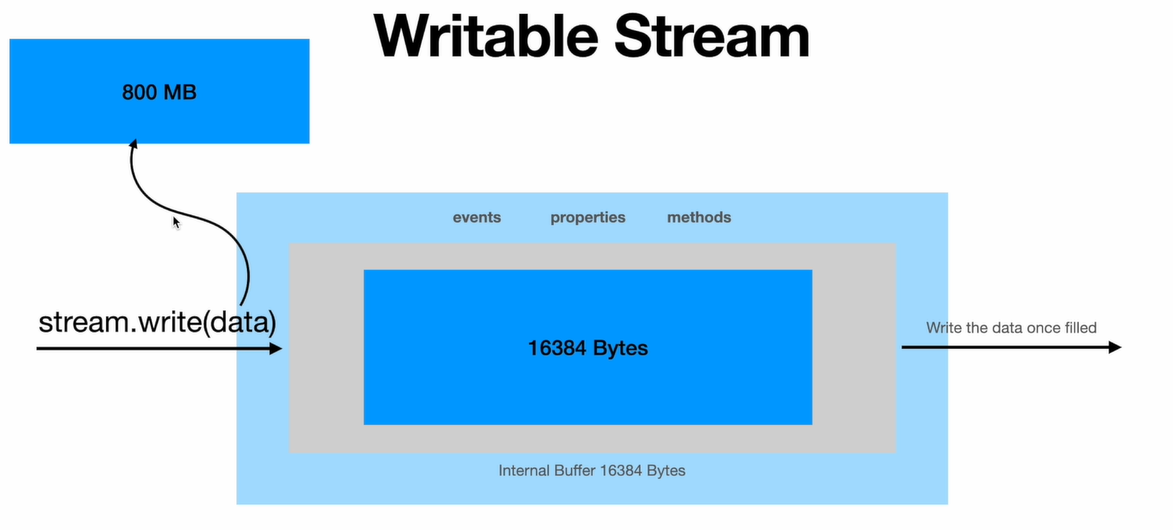 Writable Stream
800 MB
events properties methods
stream.write(data)
16384 Bytes
Write the data once filled
Internal Buffer 16384 Bytes